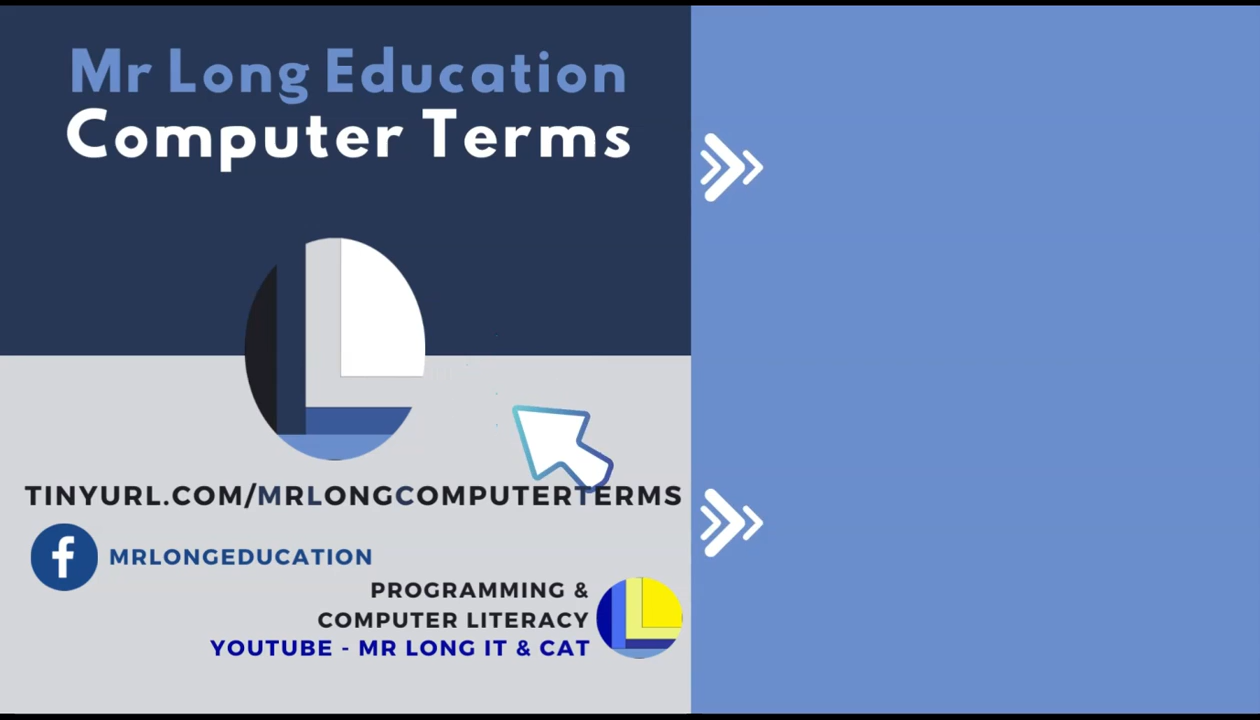 Mr Long Education
Computer Terms
TINYURL.COM/MRLONGCOMPUTERTERMS
f
MRLONGEDUCATION
PROGRAMMING &
COMPUTER LITERACY
YOUTUBE - MR LONG IT & CAT